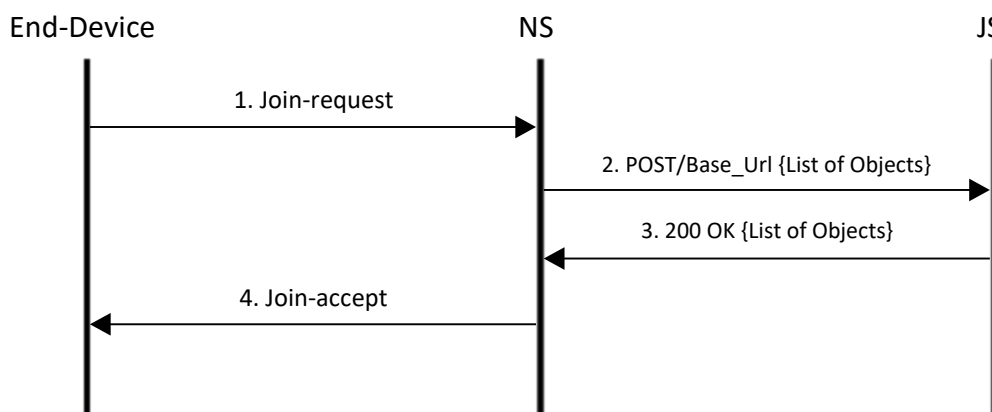 End-Device NS JS
1. Join-request
2. POST/Base_Url {List of Objects}
3. 200 OK {List of Objects}
4. Join-accept